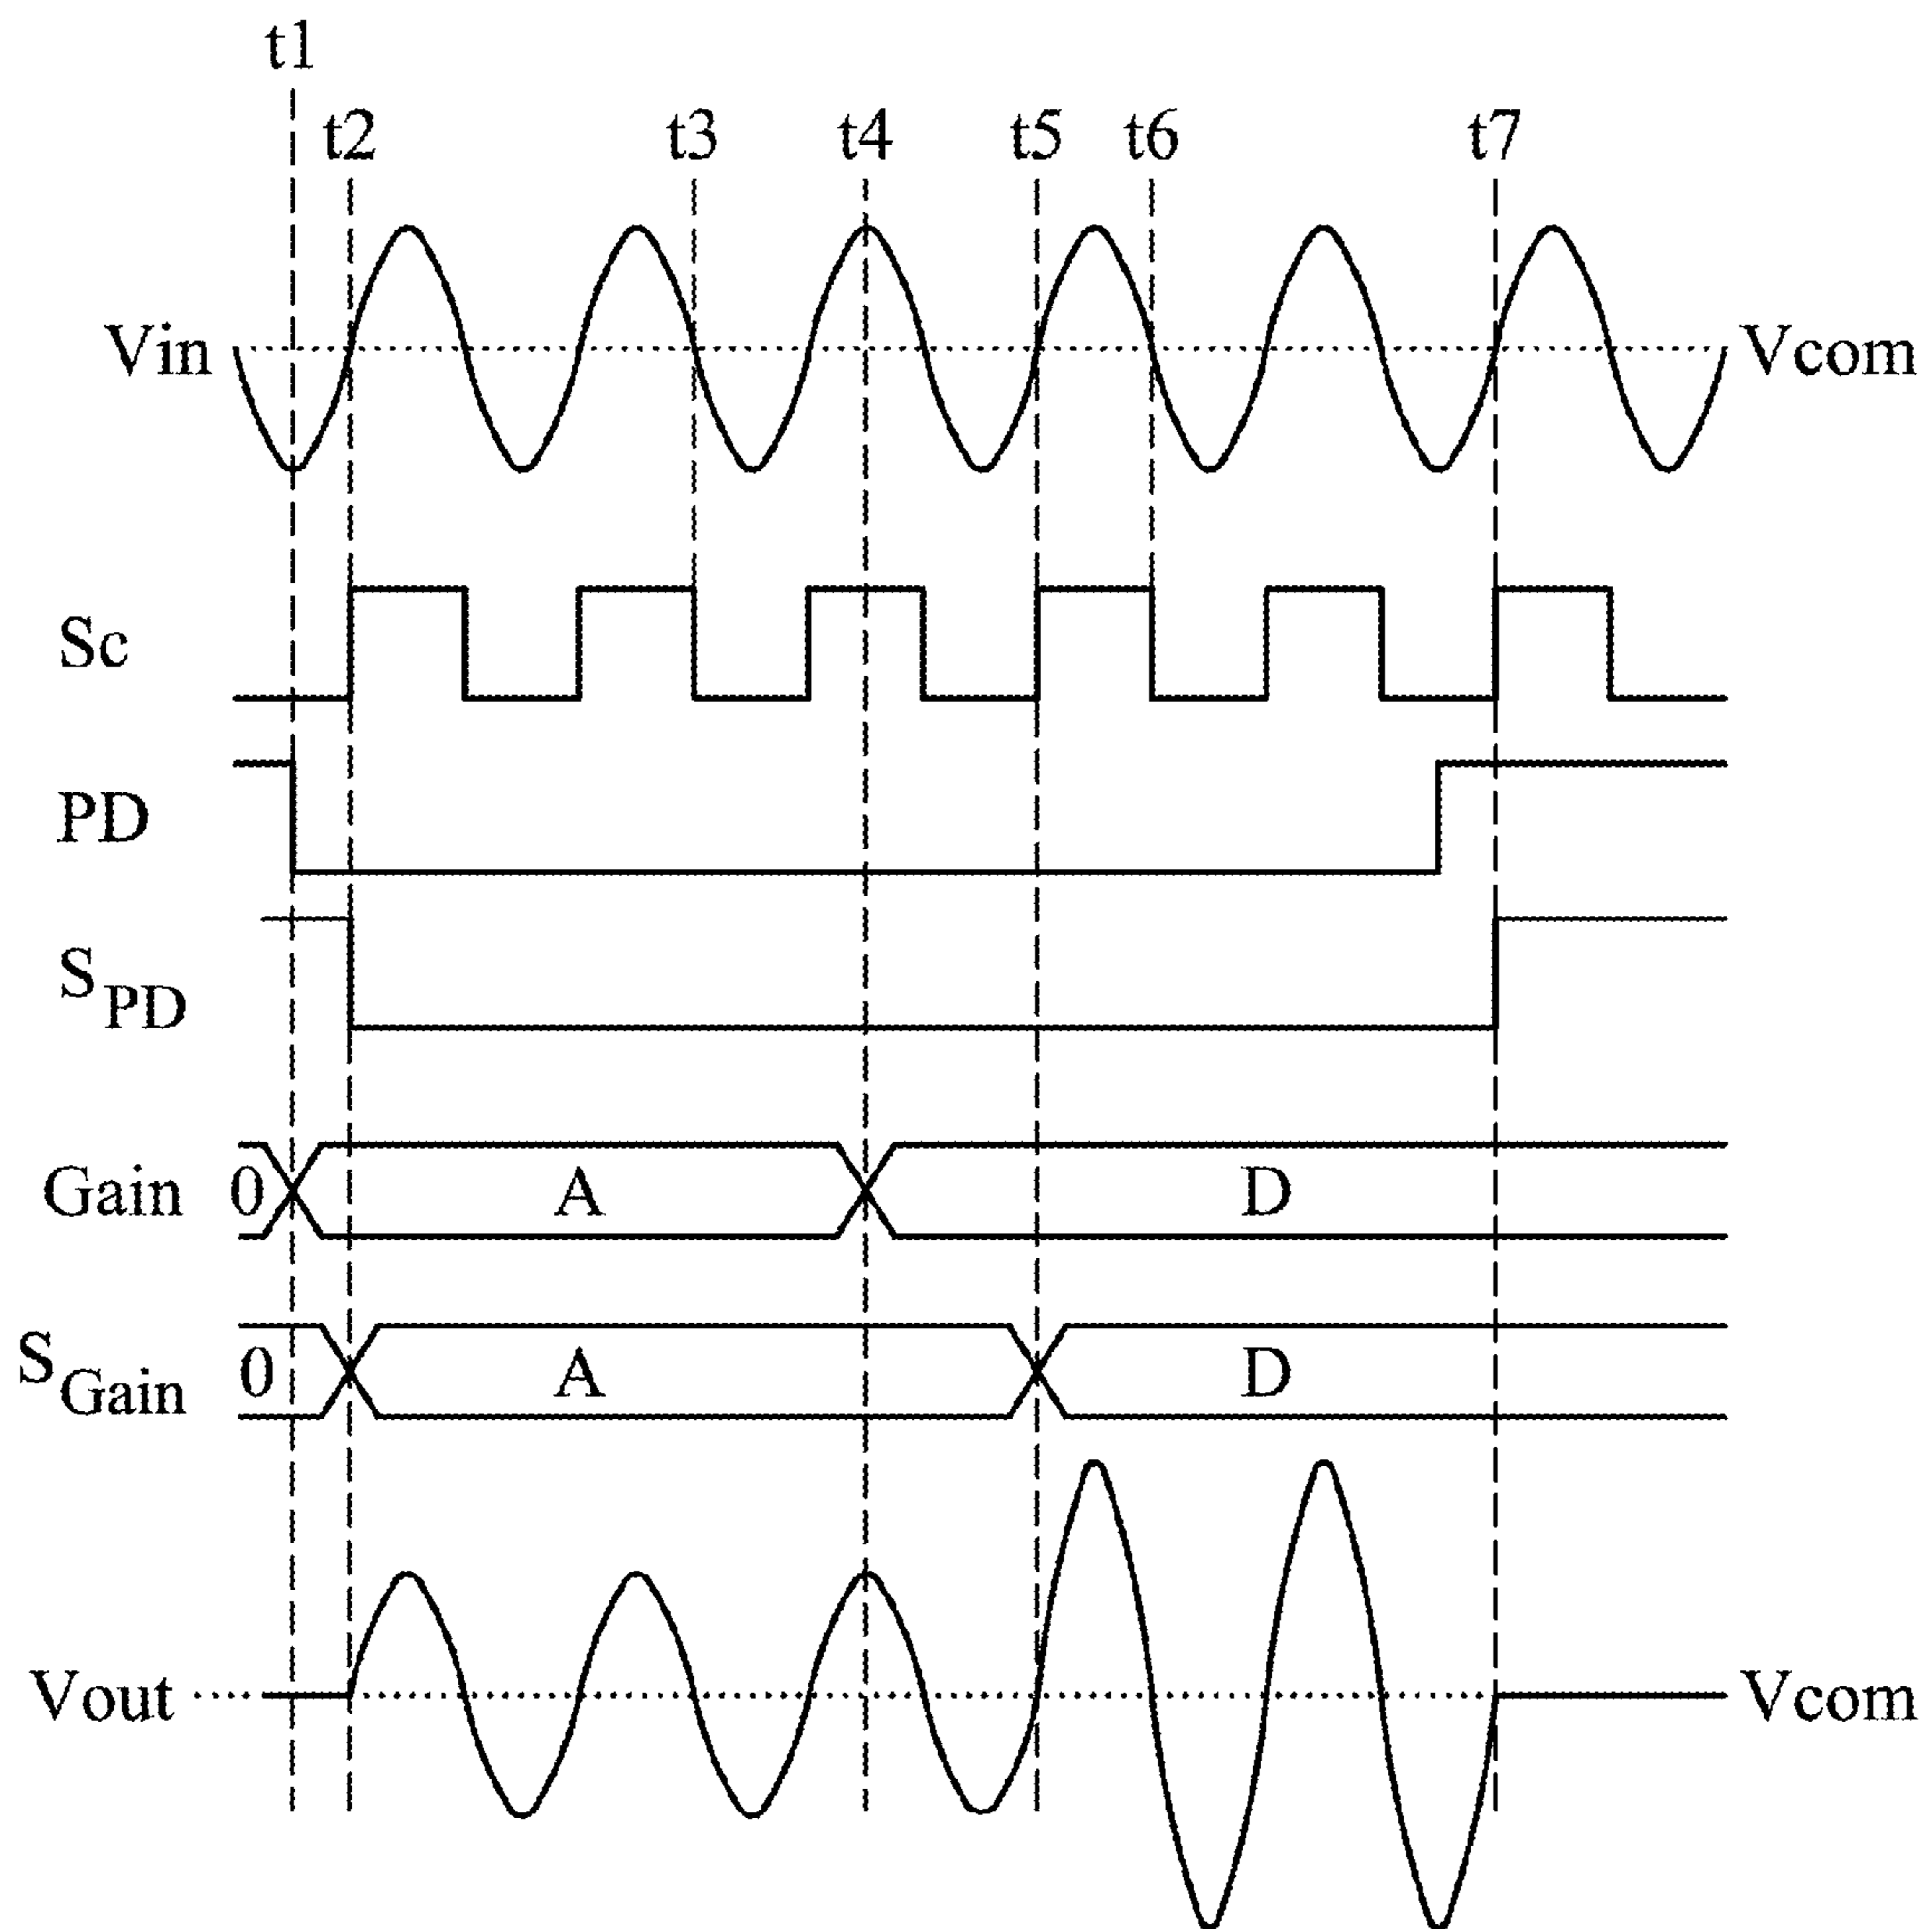 t1
t2 t3 t4 t5 t6 t7
Vin Vcom
Sc
PD
SPD
Gain 0 A D
SGain 0 A D
Vout Vcom